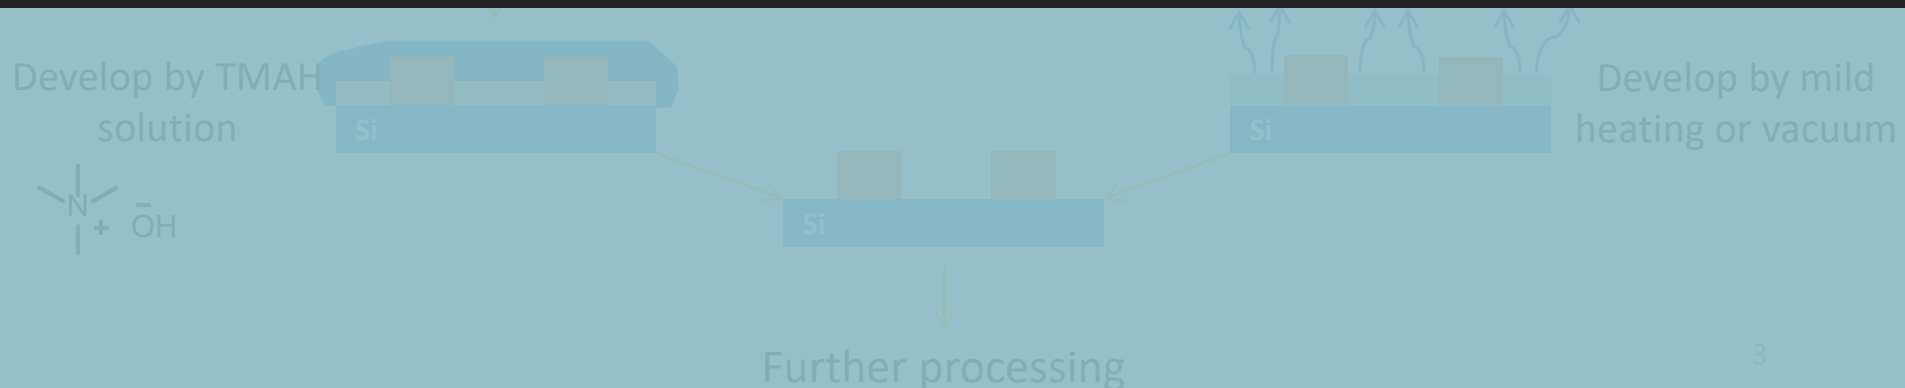 Develop by TMAH
solution
Si
N
+
OH
Si
Si
Develop by mild
heating or vacuum
Further processing
3